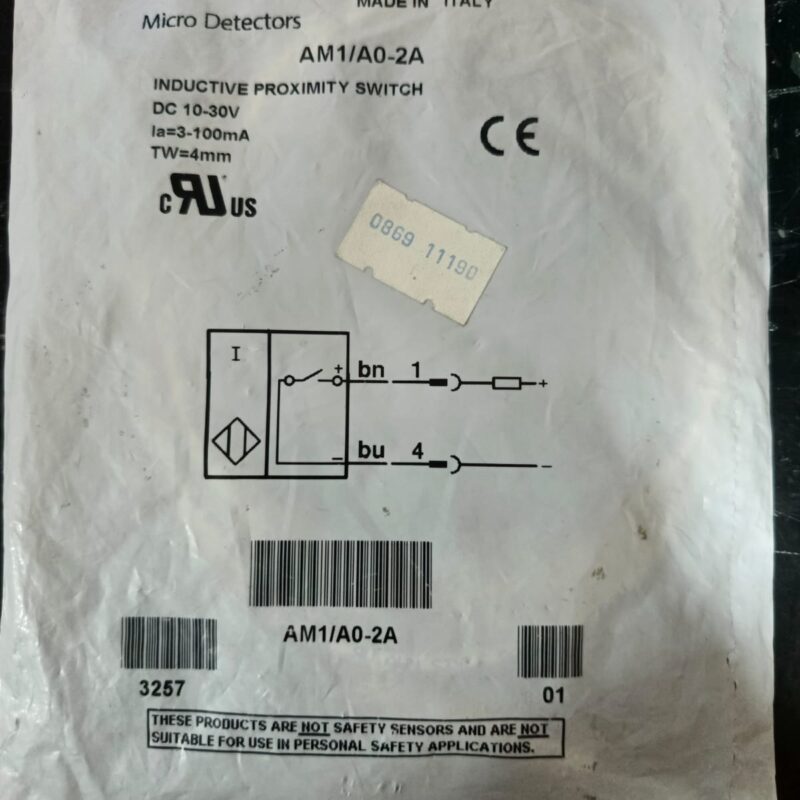 MADE IN ITALY
Micro Detectors
AM1/A0-2A
INDUCTIVE PROXIMITY SWITCH
DC 10-30V
Ia=3-100mA
TW=4mm
CE
c RU US
0869 11190
I
+ bn 1 +
- bu 4 -
AM1/A0-2A
3257
01
THESE PRODUCTS ARE NOT SAFETY SENSORS AND ARE NOT
SUITABLE FOR USE IN PERSONAL SAFETY APPLICATIONS.